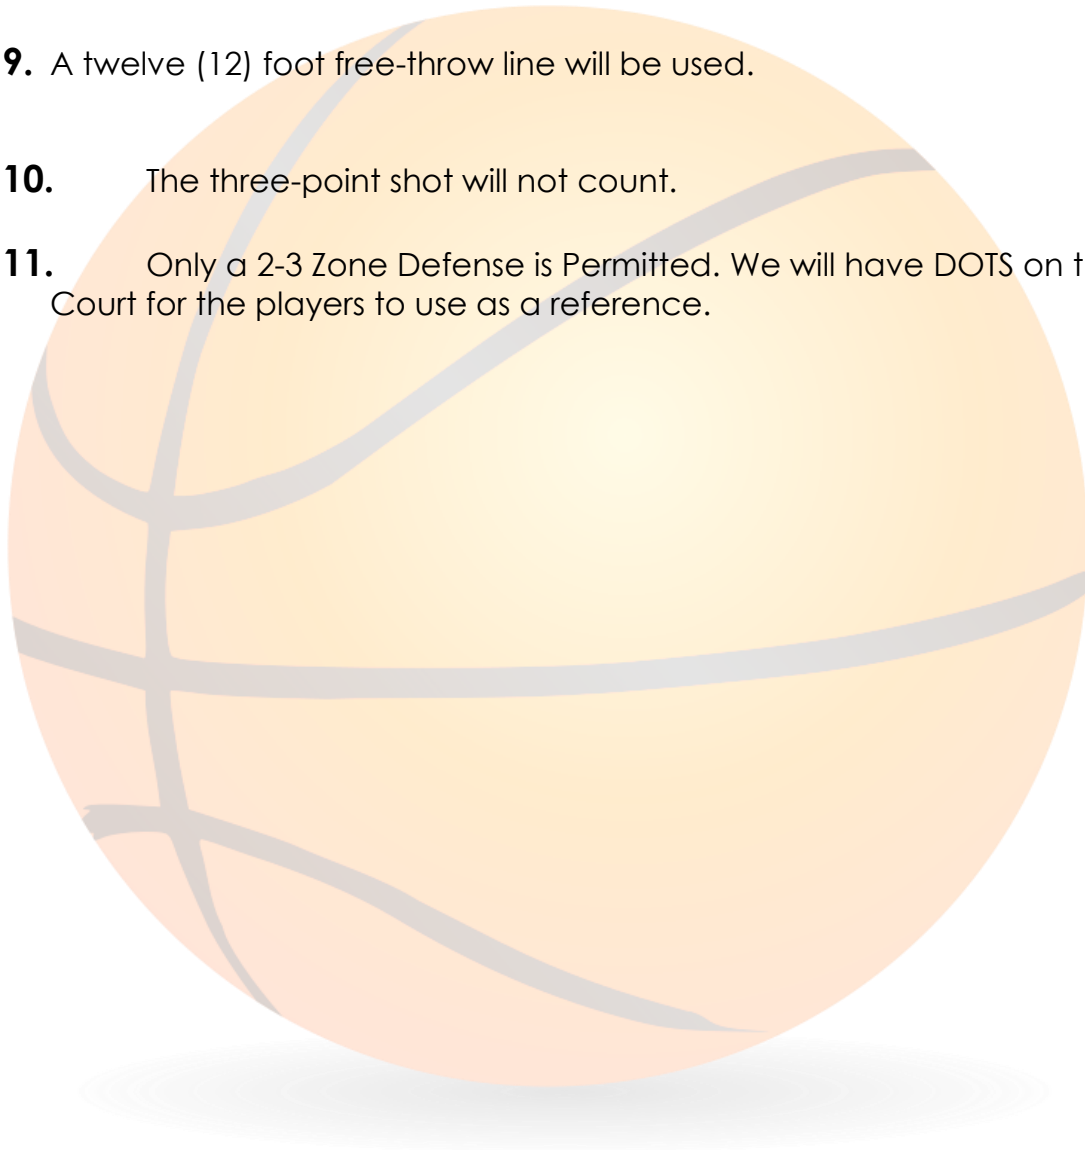 9. A twelve (12) foot free-throw line will be used.
10. The three-point shot will not count.
11. Only a 2-3 Zone Defense is Permitted. We will have DOTS on
Court for the players to use as a reference.